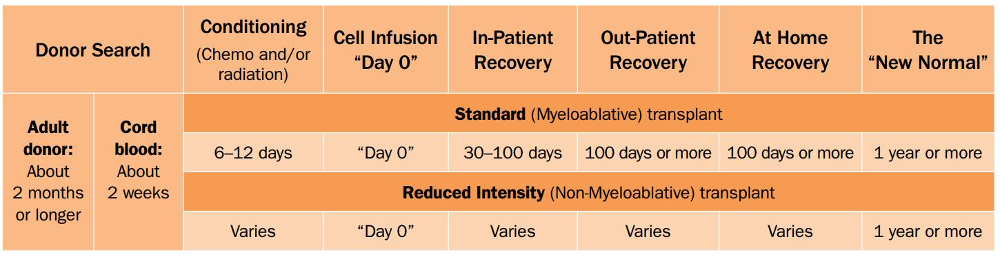 Donor Search
Conditioning
(Chemo and/or
radiation)
Cell Infusion
“Day 0”
In-Patient
Recovery
Out-Patient
Recovery
At Home
Recovery
The
“New Normal”
Adult
donor:
About
2 months
or longer
Cord
blood:
About
2 weeks
Standard (Myeloablative) transplant
6–12 days
“Day 0”
30–100 days
100 days or more
100 days or more
1 year or more
Reduced Intensity (Non-Myeloablative) transplant
Varies
“Day 0”
Varies
Varies
Varies
1 year or more